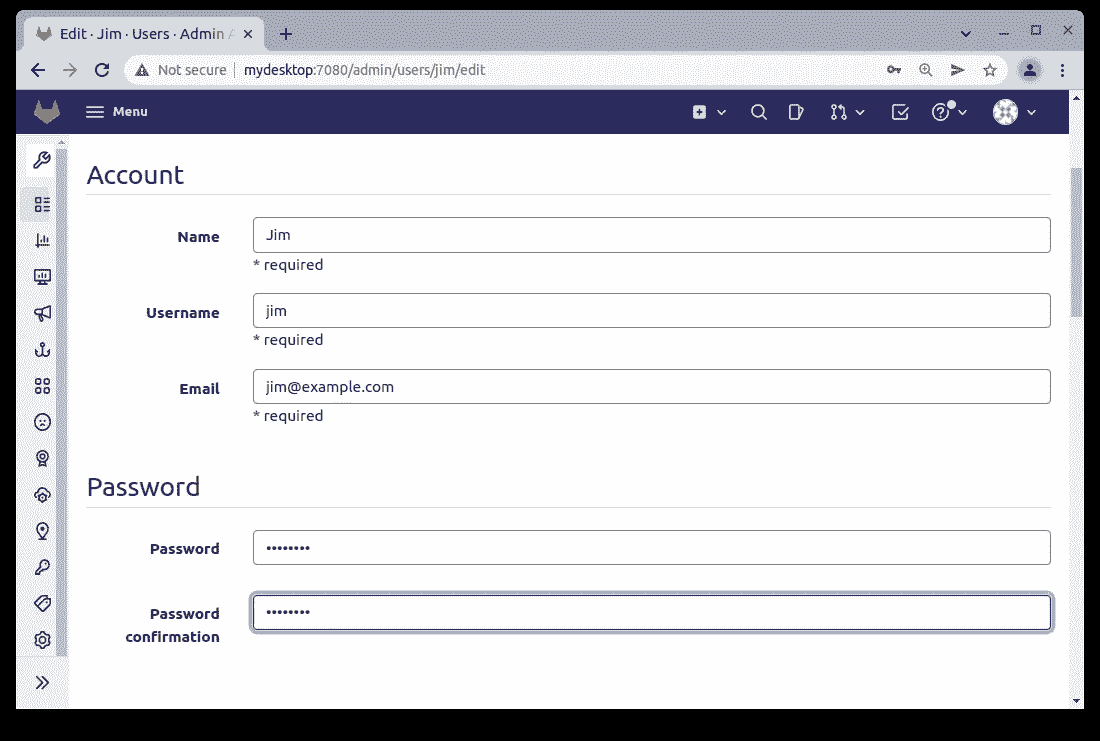 Edit · Jim · Users · Admin A
Not secure mydesktop:7080/admin/users/jim/edit
Menu
Account
Name Jim
* required
Username jim
* required
Email jim@example.com
* required
Password
Password ••••••••
Password ••••••••
confirmation